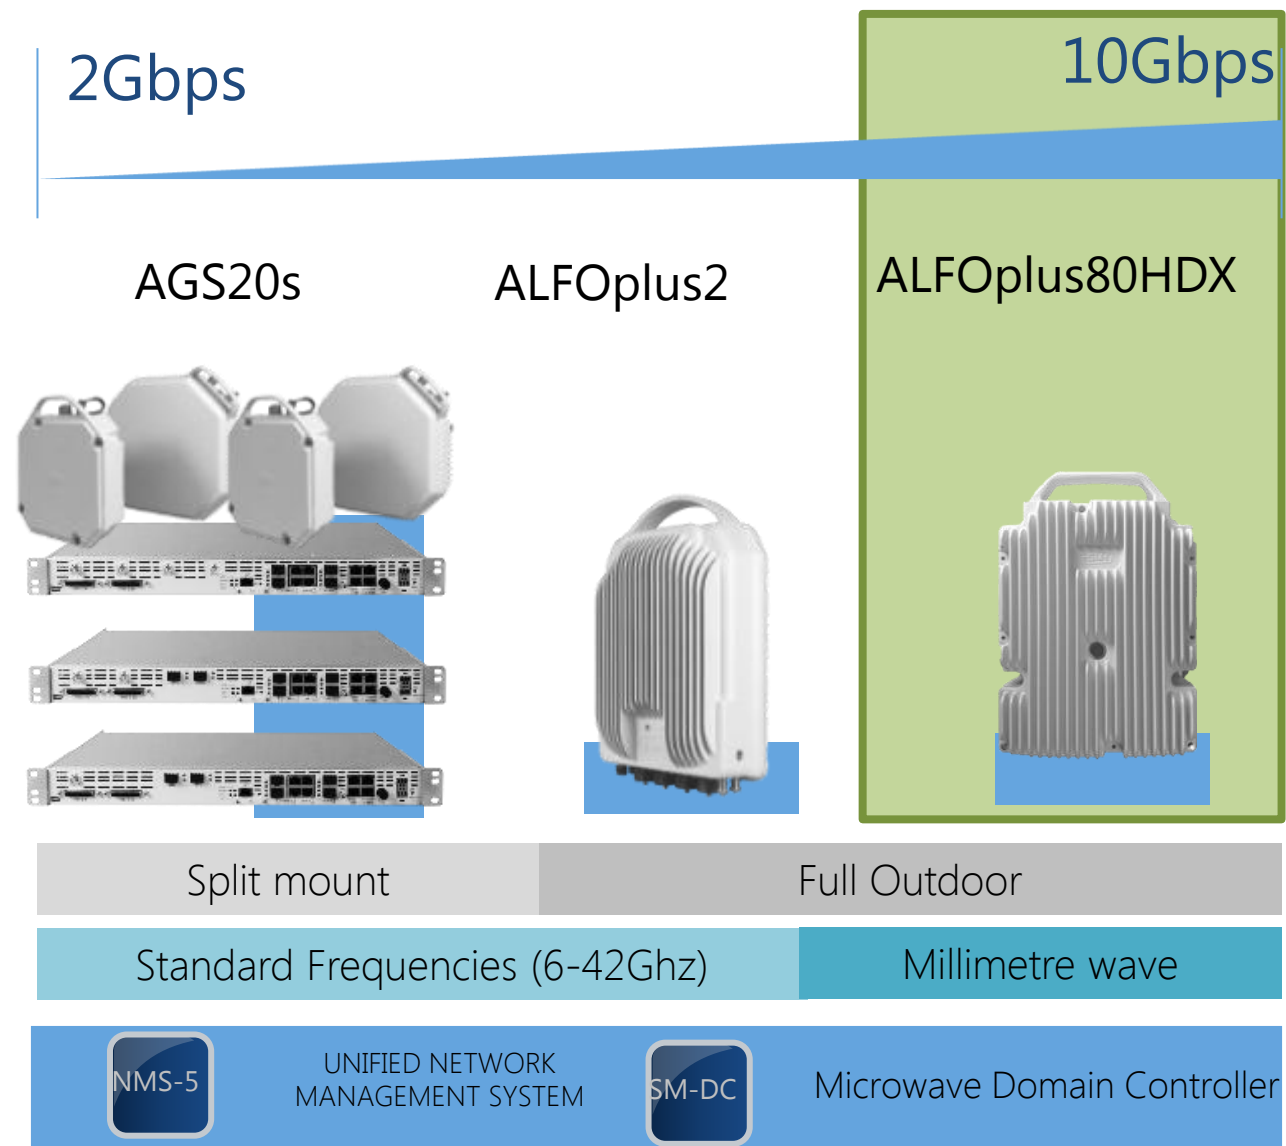 2Gbps
10Gbps
AGS20s
ALFOplus2
ALFOplus80HDX
Split mount
Full Outdoor
Standard Frequencies (6-42Ghz)
Millimetre wave
NMS-5
UNIFIED NETWORK
MANAGEMENT SYSTEM
SM-DC
Microwave Domain Controller